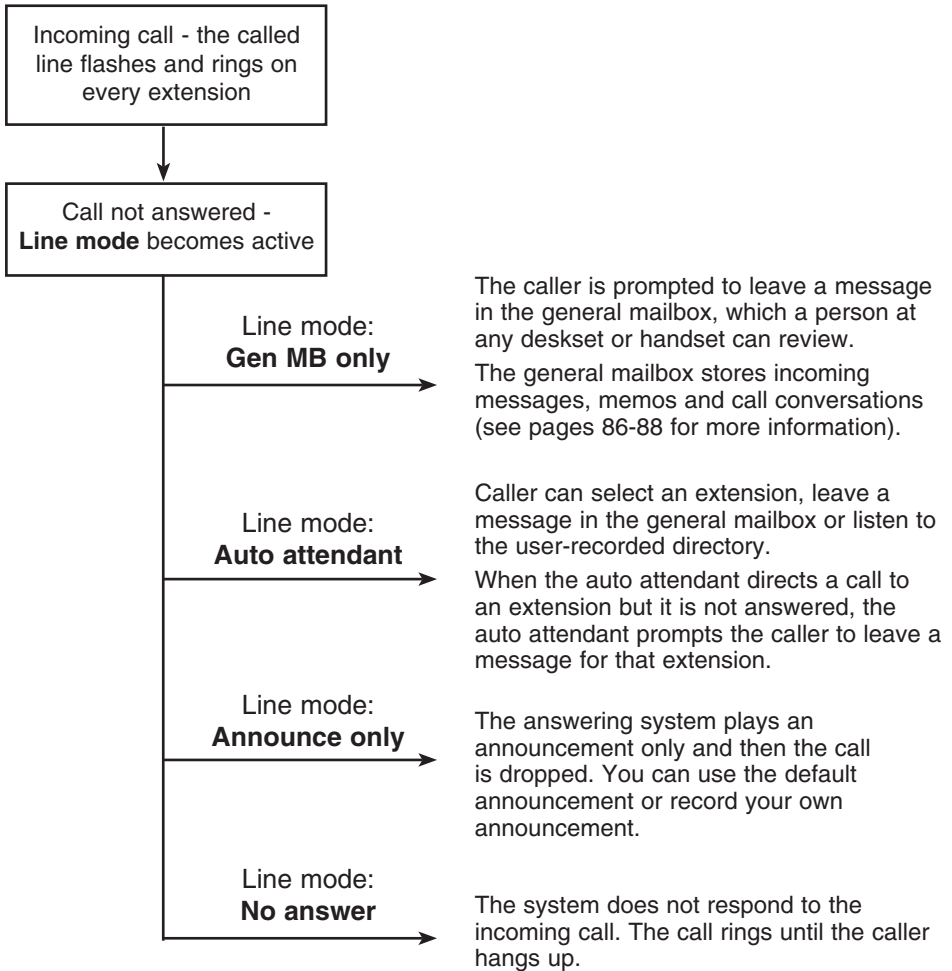 Incoming call - the called
line flashes and rings on
every extension
Call not answered -
Line mode becomes active
Line mode:
Gen MB only
The caller is prompted to leave a message
in the general mailbox, which a person at
any deskset or handset can review.
The general mailbox stores incoming
messages, memos and call conversations
(see pages 86-88 for more information).
Line mode:
Auto attendant
Caller can select an extension, leave a
message in the general mailbox or listen to
the user-recorded directory.
When the auto attendant directs a call to
an extension but it is not answered, the
auto attendant prompts the caller to leave a
message for that extension.
Line mode:
Announce only
The answering system plays an
announcement only and then the call
is dropped. You can use the default
announcement or record your own
announcement.
Line mode:
No answer
The system does not respond to the
incoming call. The call rings until the caller
hangs up.